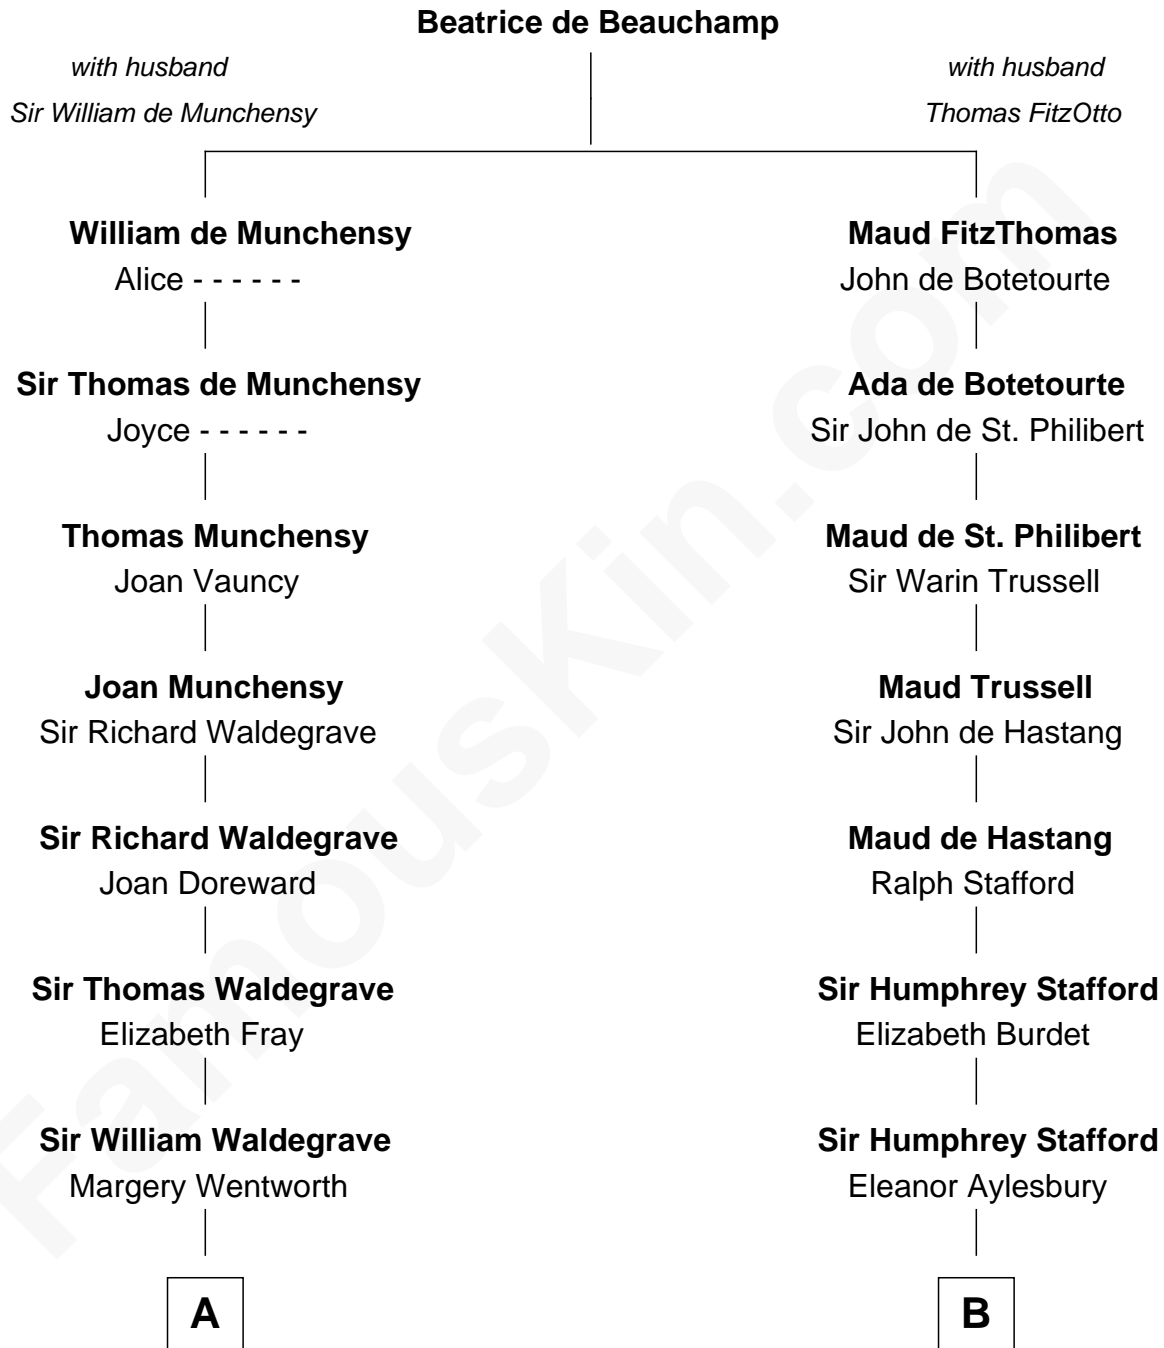 Beatrice de Beauchamp
with husband
Sir William de Munchensy
with husband
Thomas FitzOtto
William de Munchensy
Alice - - - - - -
Maud FitzThomas
John de Botetourte
Sir Thomas de Munchensy
Joyce - - - - - -
Ada de Botetourte
Sir John de St. Philibert
Thomas Munchensy
Joan Vauncy
Maud de St. Philibert
Sir Warin Trussell
Joan Munchensy
Sir Richard Waldegrave
Maud Trussell
Sir John de Hastang
Sir Richard Waldegrave
Joan Doreward
Maud de Hastang
Ralph Stafford
Sir Thomas Waldegrave
Elizabeth Fray
Sir Humphrey Stafford
Elizabeth Burdet
Sir William Waldegrave
Margery Wentworth
Sir Humphrey Stafford
Eleanor Aylesbury
A
B
FamousKin.com